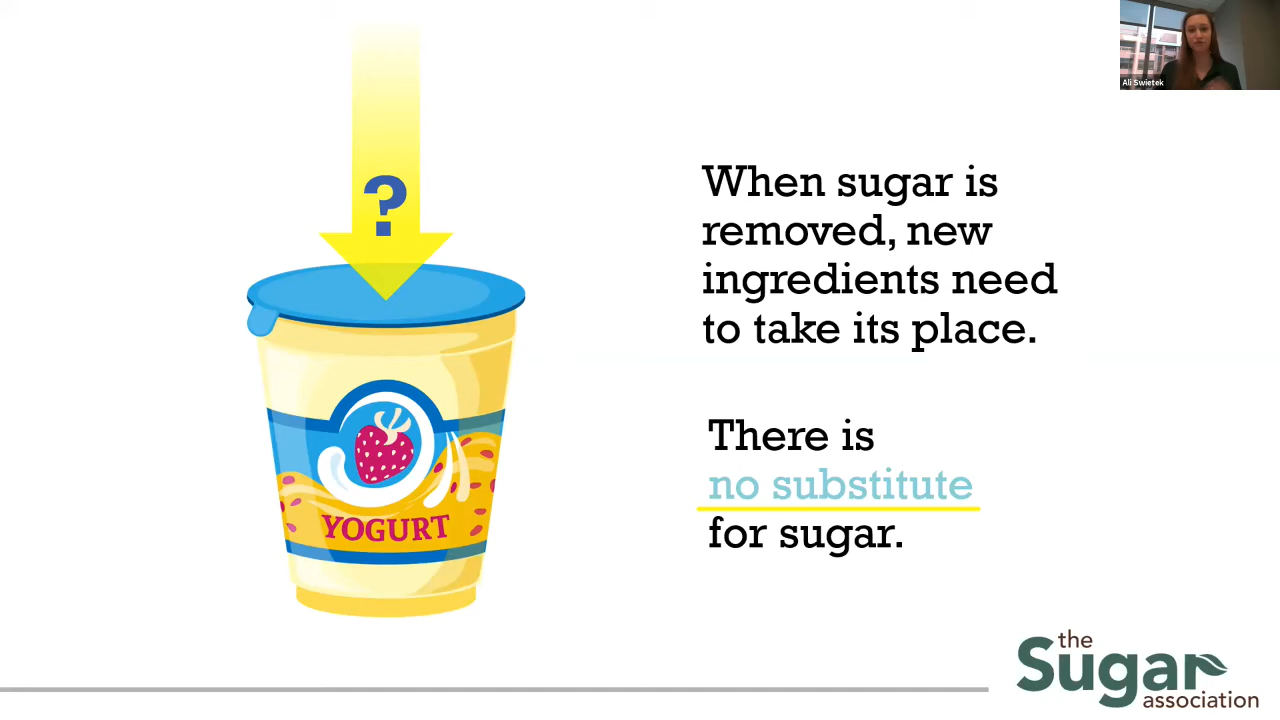 Ali Swietek
?
When sugar is
removed, new
ingredients need
to take its place.
There is
no substitute
for sugar.
YOGURT
the
Sugar
association